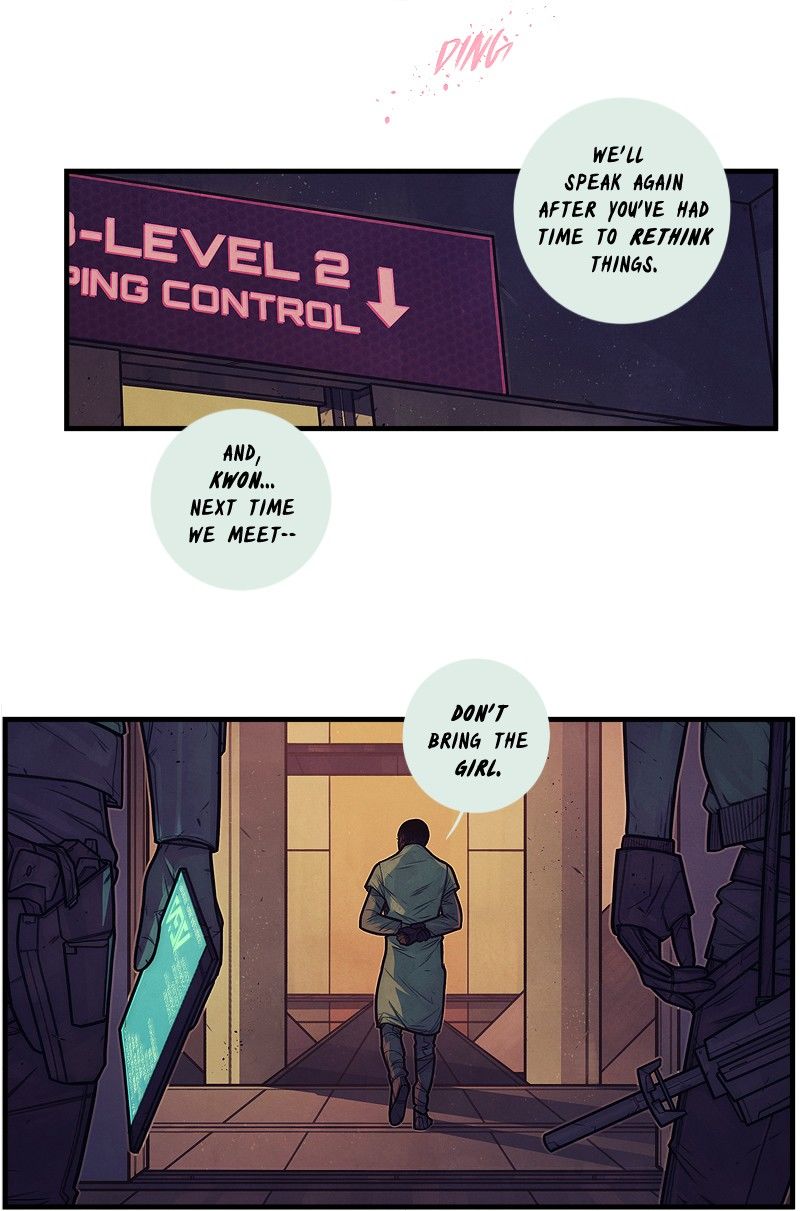 DING
WE'LL
SPEAK AGAIN
AFTER YOU'VE HAD
TIME TO RETHINK
THINGS.
B-LEVEL 2
PING CONTROL
AND,
KWON...
NEXT TIME
WE MEET--
DON'T
BRING THE
GIRL.